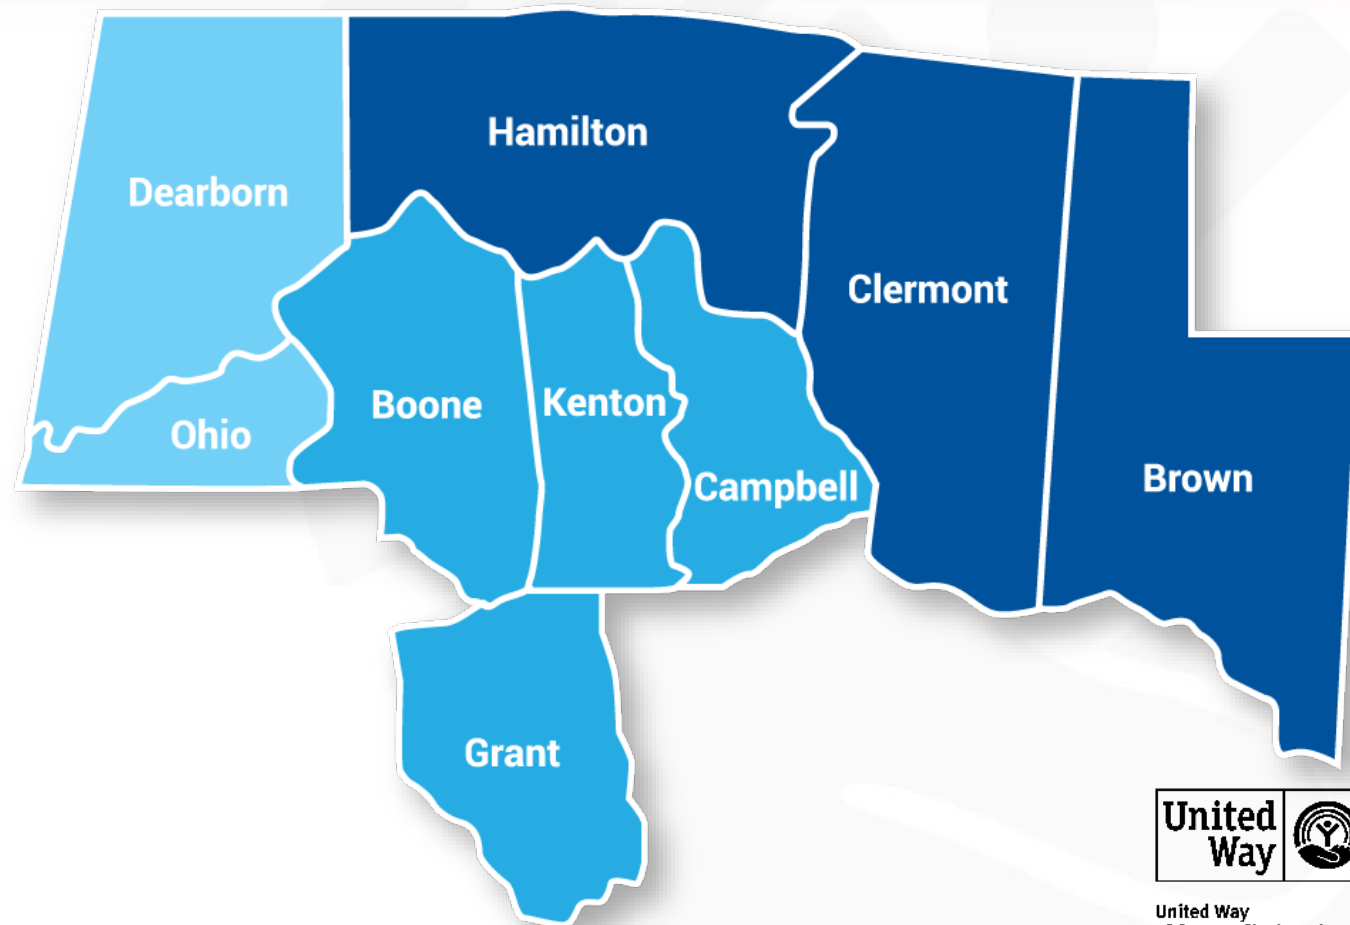 Hamilton
Dearborn
Clermont
Boone
Kenton
Ohio
Brown
Campbell
Grant
United
Way
United Way